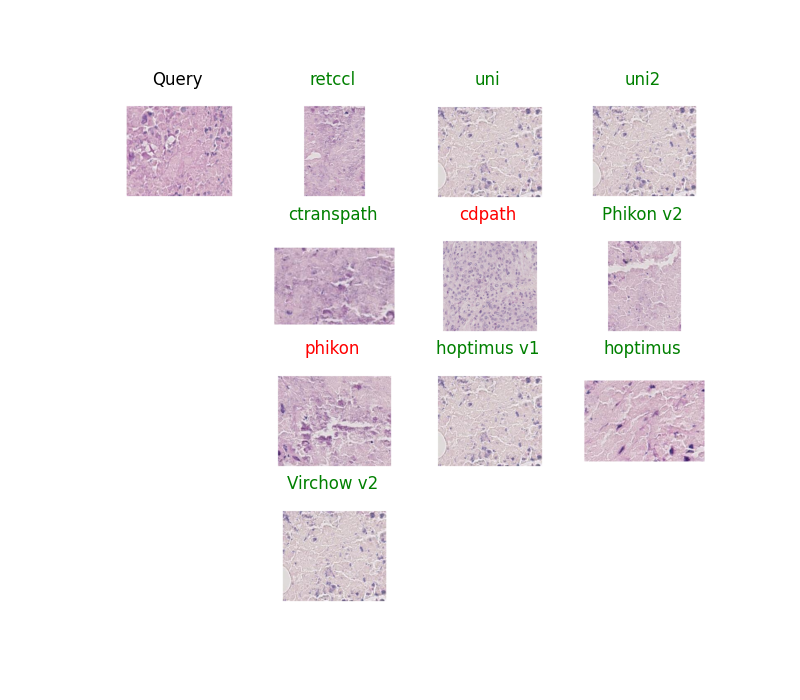 Query retccl uni uni2
ctranspath cdpath Phikon v2
phikon hoptimus v1 hoptimus
Virchow v2